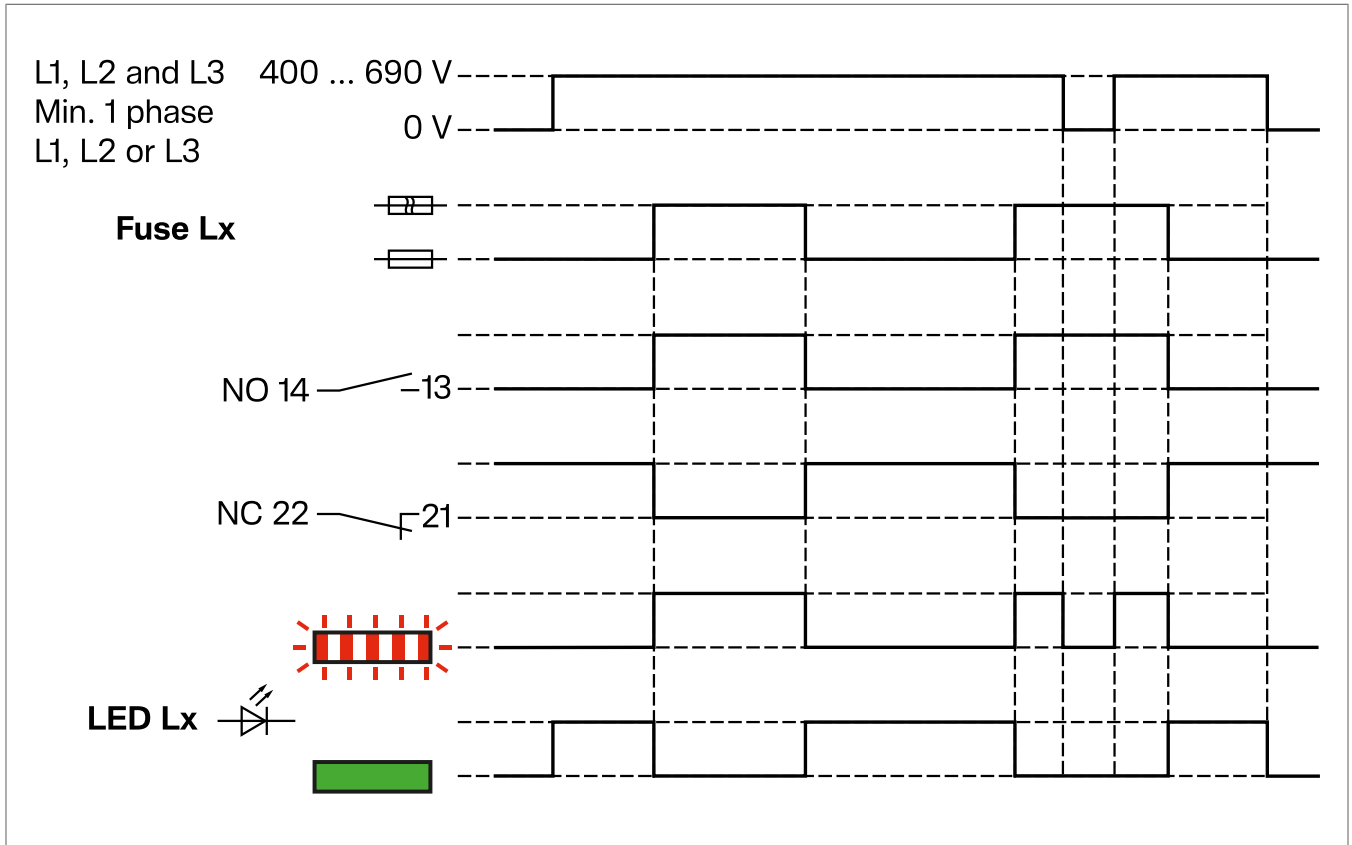 L1, L2 and L3 400 ... 690 V
Min. 1 phase
0 V
L1, L2 or L3
Fuse Lx
NO 14 13
NC 22 21
LED Lx